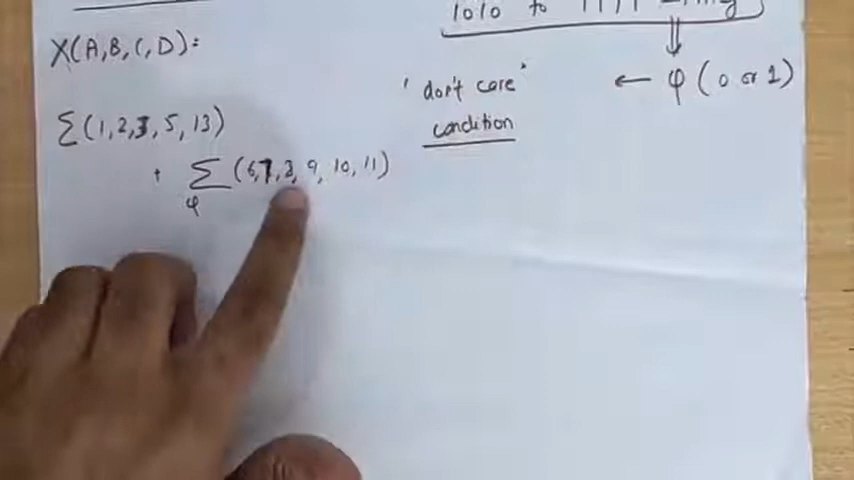 1010 to 1111
X(A,B,C,D):
'don't care'
← φ (0 or 1)
condition
Σ(1,2,3,5,13)
+ Σφ (6,7,8,9,10,11)